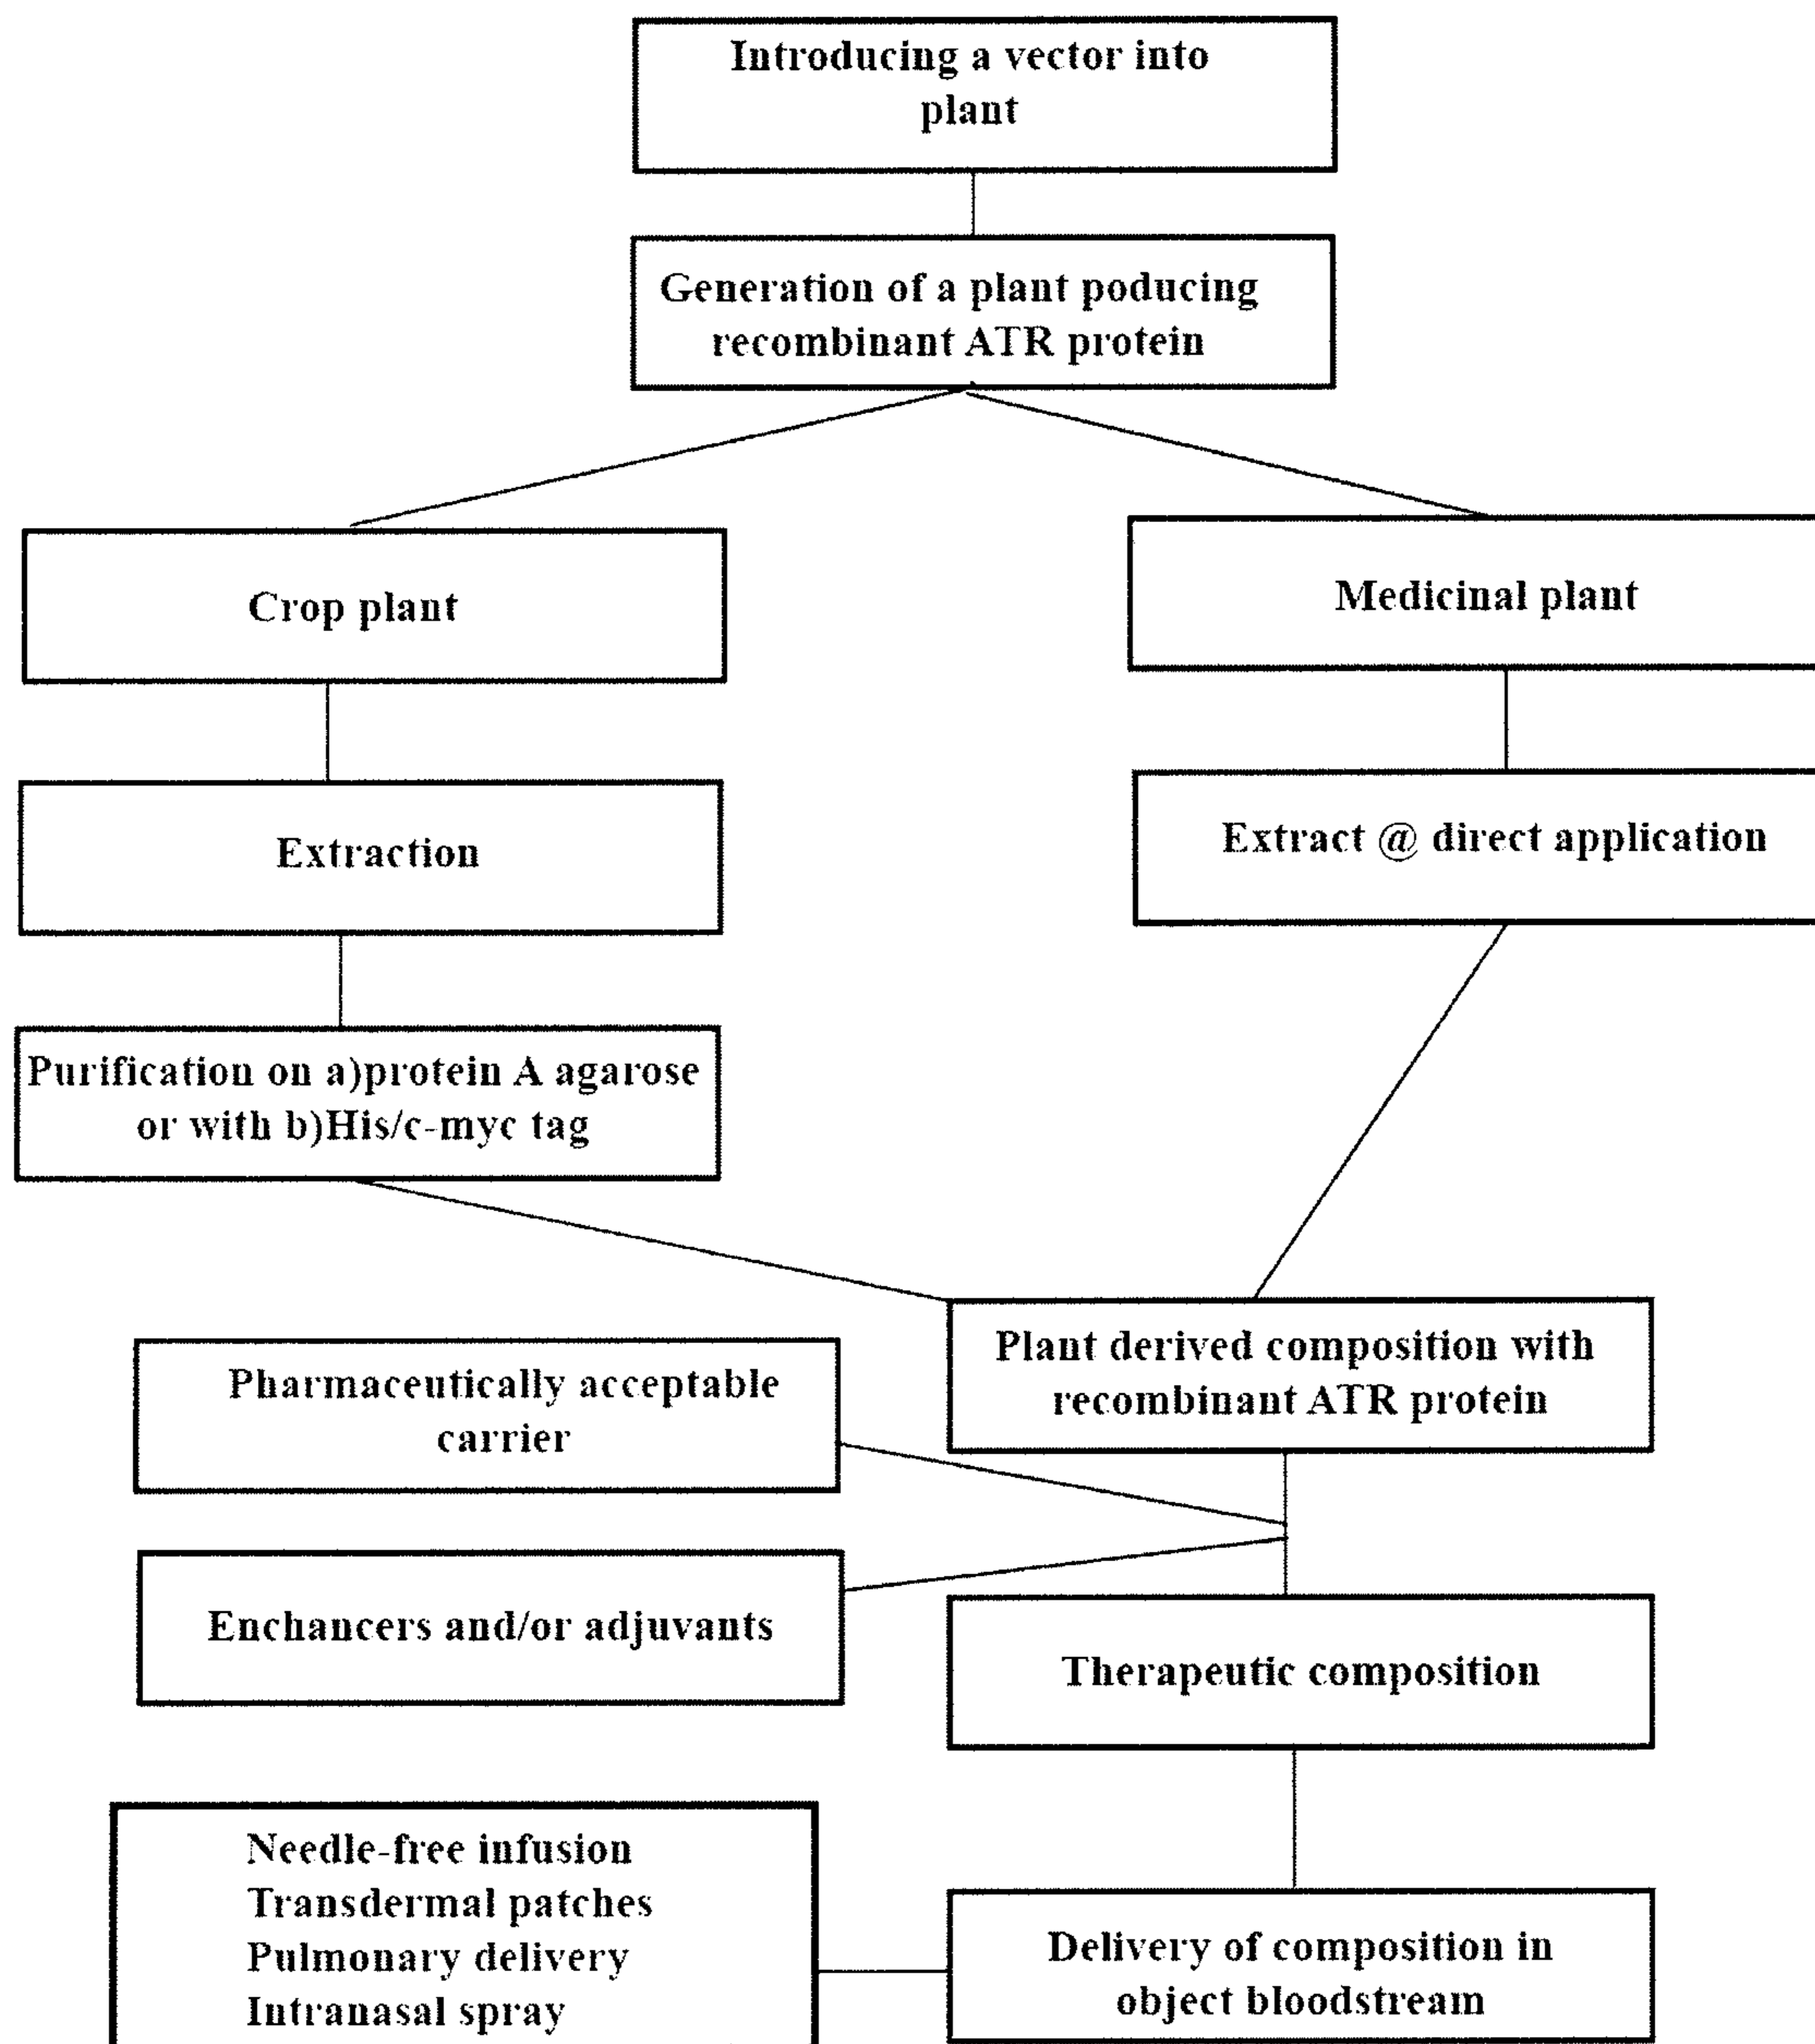 Introducing a vector into
plant
Generation of a plant poducing
recombinant ATR protein
Crop plant
Medicinal plant
Extraction
Extract @ direct application
Purification on a)protein A agarose
or with b)His/c-myc tag
Plant derived composition with
recombinant ATR protein
Pharmaceutically acceptable
carrier
Enchancers and/or adjuvants
Therapeutic composition
Needle-free infusion
Transdermal patches
Pulmonary delivery
Intranasal spray
Delivery of composition in
object bloodstream